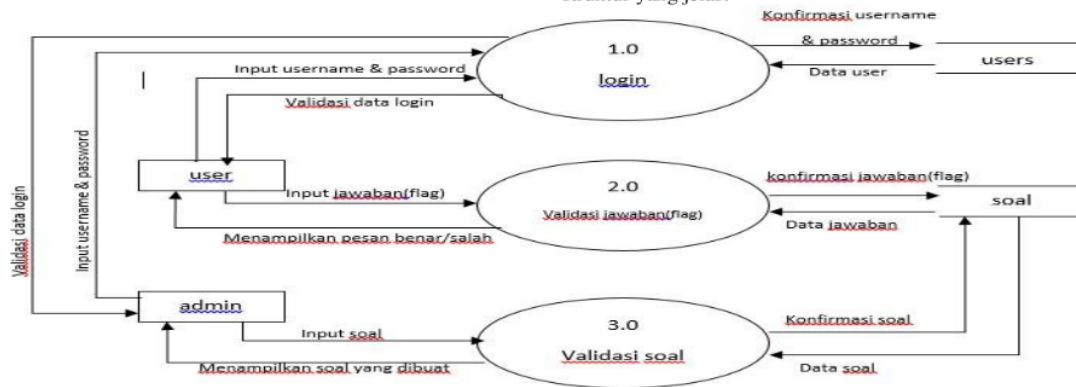 Konfirmasi username
& password
1.0
login
users
Input username & password
Data user
Validasi data login
user
Input jawaban(flag)
2.0
Validasi jawaban(flag)
konfirmasi jawaban(flag)
soal
Data jawaban
Menampilkan pesan benar/salah
Validasi data login
Input username & password
admin
Input soal
3.0
Validasi soal
Konfirmasi soal
Menampilkan soal yang dibuat
Data soal